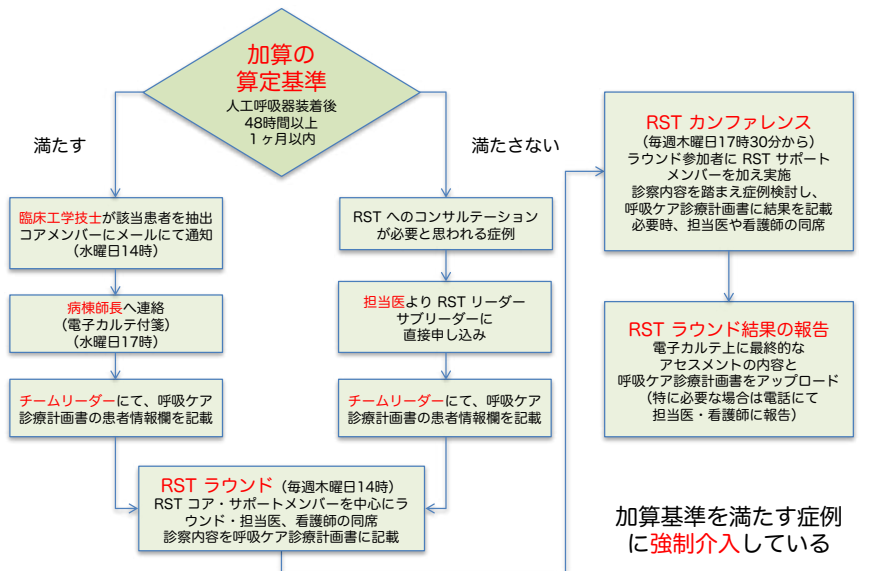 加算の
算定基準
人工呼吸器装着後
48時間以上
1ヶ月以内
満たす
満たさない
臨床工学技士が該当患者を抽出
コアメンバーにメールにて通知
（水曜日14時）
病棟師長へ連絡
（電子カルテ付箋）
（水曜日17時）
チームリーダーにて、呼吸ケア
診療計画書の患者情報欄を記載
RST へのコンサルテーション
が必要と思われる症例
担当医より RST リーダー
サブリーダーに
直接申し込み
チームリーダーにて、呼吸ケア
診療計画書の患者情報欄を記載
RST ラウンド（毎週木曜日14時）
RST コア・サポートメンバーを中心にラ
ウンド・担当医、看護師の同席
診察内容を呼吸ケア診療計画書に記載
RST カンファレンス
（毎週木曜日17時30分から）
ラウンド参加者に RST サポート
メンバーを加え実施
診察内容を踏まえ症例検討し、
呼吸ケア診療計画書に結果を記載
必要時、担当医や看護師の同席
RST ラウンド結果の報告
電子カルテ上に最終的な
アセスメントの内容と
呼吸ケア診療計画書をアップロード
（特に必要な場合は電話にて
担当医・看護師に報告）
加算基準を満たす症例
に強制介入している